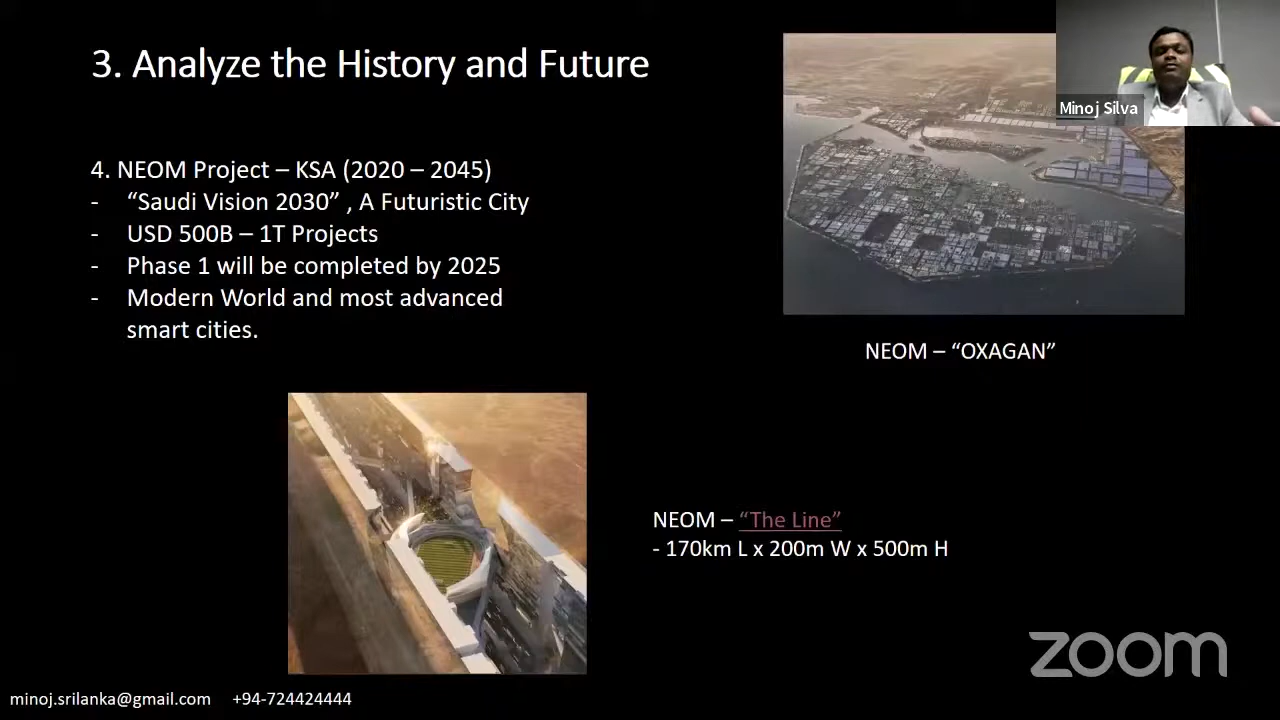 3. Analyze the History and Future
Minoj Silva
4. NEOM Project – KSA (2020 – 2045)
- “Saudi Vision 2030” , A Futuristic City
- USD 500B – 1T Projects
- Phase 1 will be completed by 2025
- Modern World and most advanced
smart cities.
NEOM – “OXAGAN”
NEOM – “The Line”
- 170km L x 200m W x 500m H
zoom
minoj.srilanka@gmail.com +94-724424444